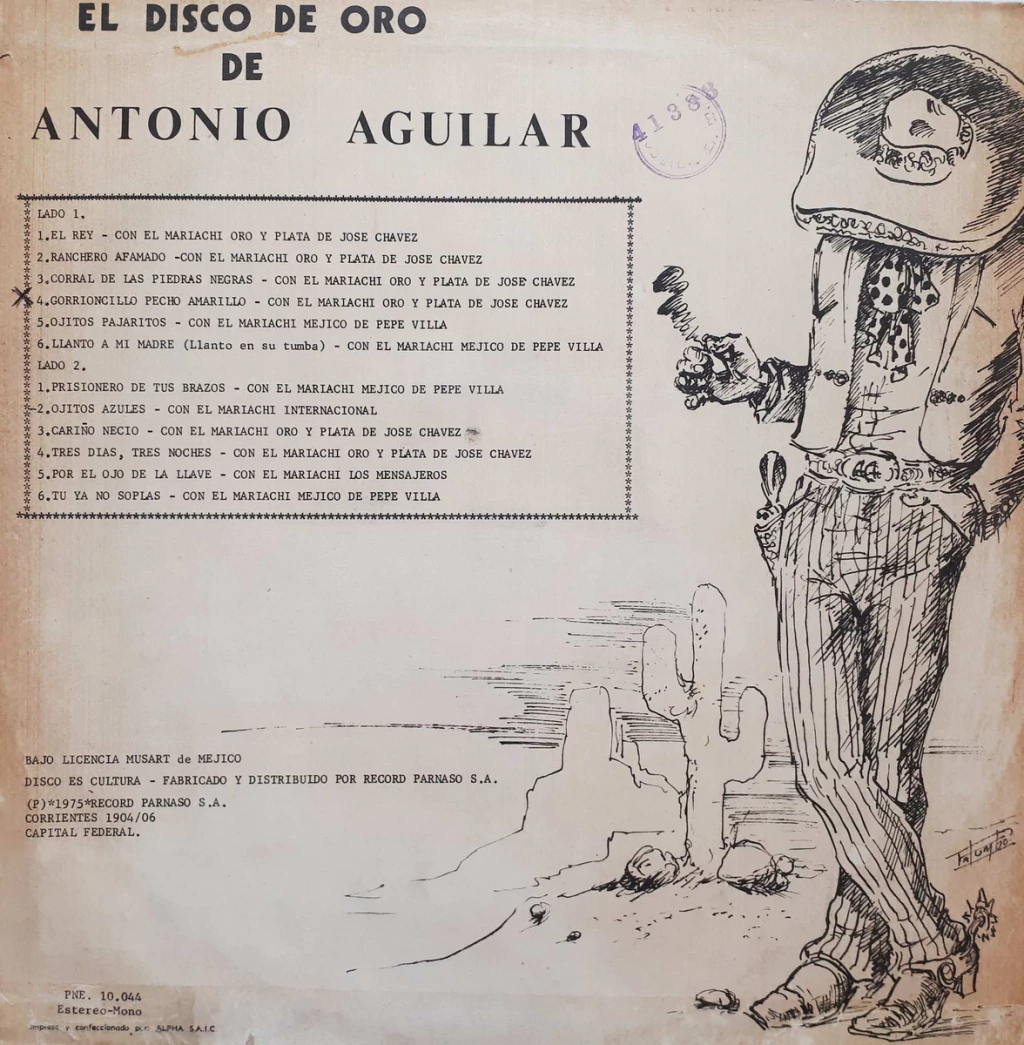 EL DISCO DE ORO
DE
ANTONIO AGUILAR
41383
LADO 1.
1.EL REY - CON EL MARIACHI ORO Y PLATA DE JOSE CHAVEZ
2.RANCHERO AFAMADO -CON EL MARIACHI ORO Y PLATA DE JOSE CHAVEZ
3.CORRAL DE LAS PIEDRAS NEGRAS - CON EL MARIACHI ORO Y PLATA DE JOSE CHAVEZ
4.GORRIONCILLO PECHO AMARILLO - CON EL MARIACHI ORO Y PLATA DE JOSE CHAVEZ
5.OJITOS PAJARITOS - CON EL MARIACHI MEJICO DE PEPE VILLA
6.LLANTO A MI MADRE (Llanto en su tumba) - CON EL MARIACHI MEJICO DE PEPE VILLA
LADO 2.
1.PRISIONERO DE TUS BRAZOS - CON EL MARIACHI MEJICO DE PEPE VILLA
2.OJITOS AZULES - CON EL MARIACHI INTERNACIONAL
3.CARIÑO NECIO - CON EL MARIACHI ORO Y PLATA DE JOSE CHAVEZ
4.TRES DIAS, TRES NOCHES - CON EL MARIACHI ORO Y PLATA DE JOSE CHAVEZ
5.POR EL OJO DE LA LLAVE - CON EL MARIACHI LOS MENSAJEROS
6.TU YA NO SOPLAS - CON EL MARIACHI MEJICO DE PEPE VILLA
BAJO LICENCIA MUSART de MEJICO
DISCO ES CULTURA - FABRICADO Y DISTRIBUIDO POR RECORD PARNASO S.A.
(P)*1975*RECORD PARNASO S.A.
CORRIENTES 1904/06
CAPITAL FEDERAL.
PNE. 10.044
Estereo-Mono
Impreso y confeccionado por: ALPHA S.A.I.C.